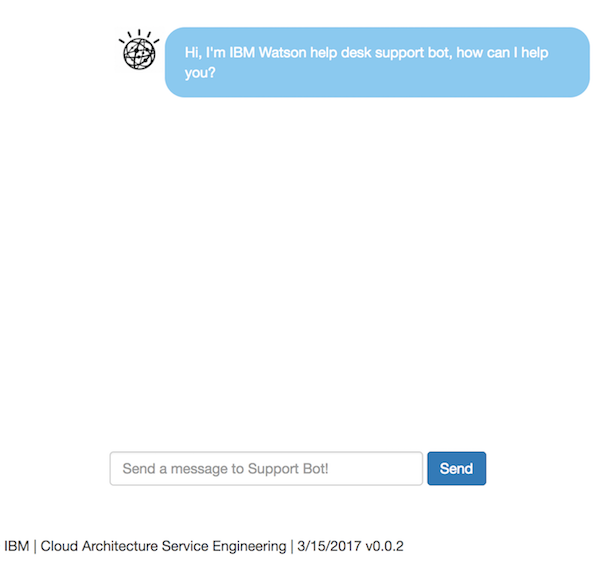 Hi, I'm IBM Watson help desk support bot, how can I help
you?
Send a message to Support Bot!
Send
IBM | Cloud Architecture Service Engineering | 3/15/2017 v0.0.2